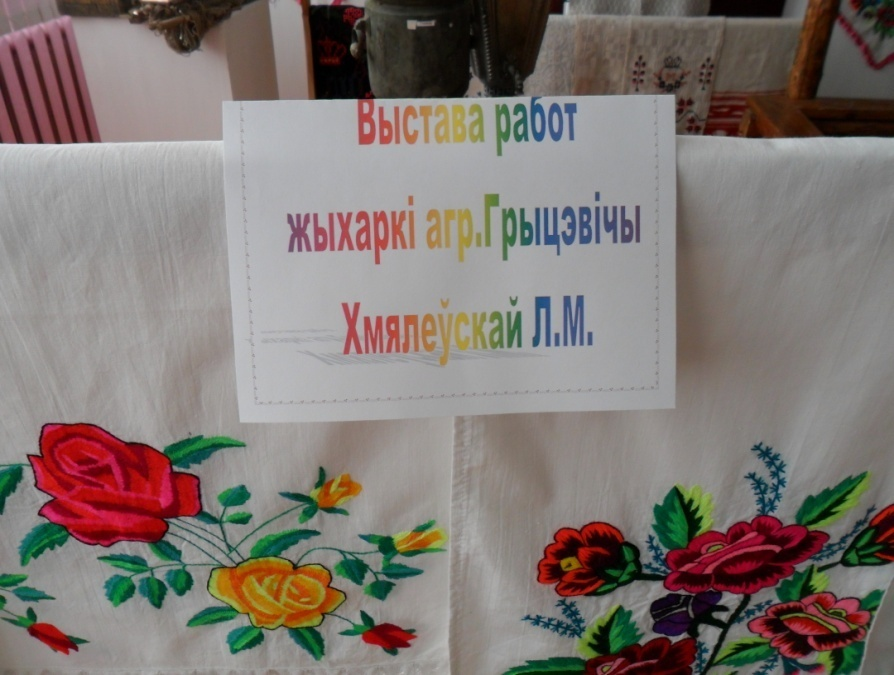 Выстава работ
жыхаркі агр.Грыцэвічы
Хмялеўскай Л.М.